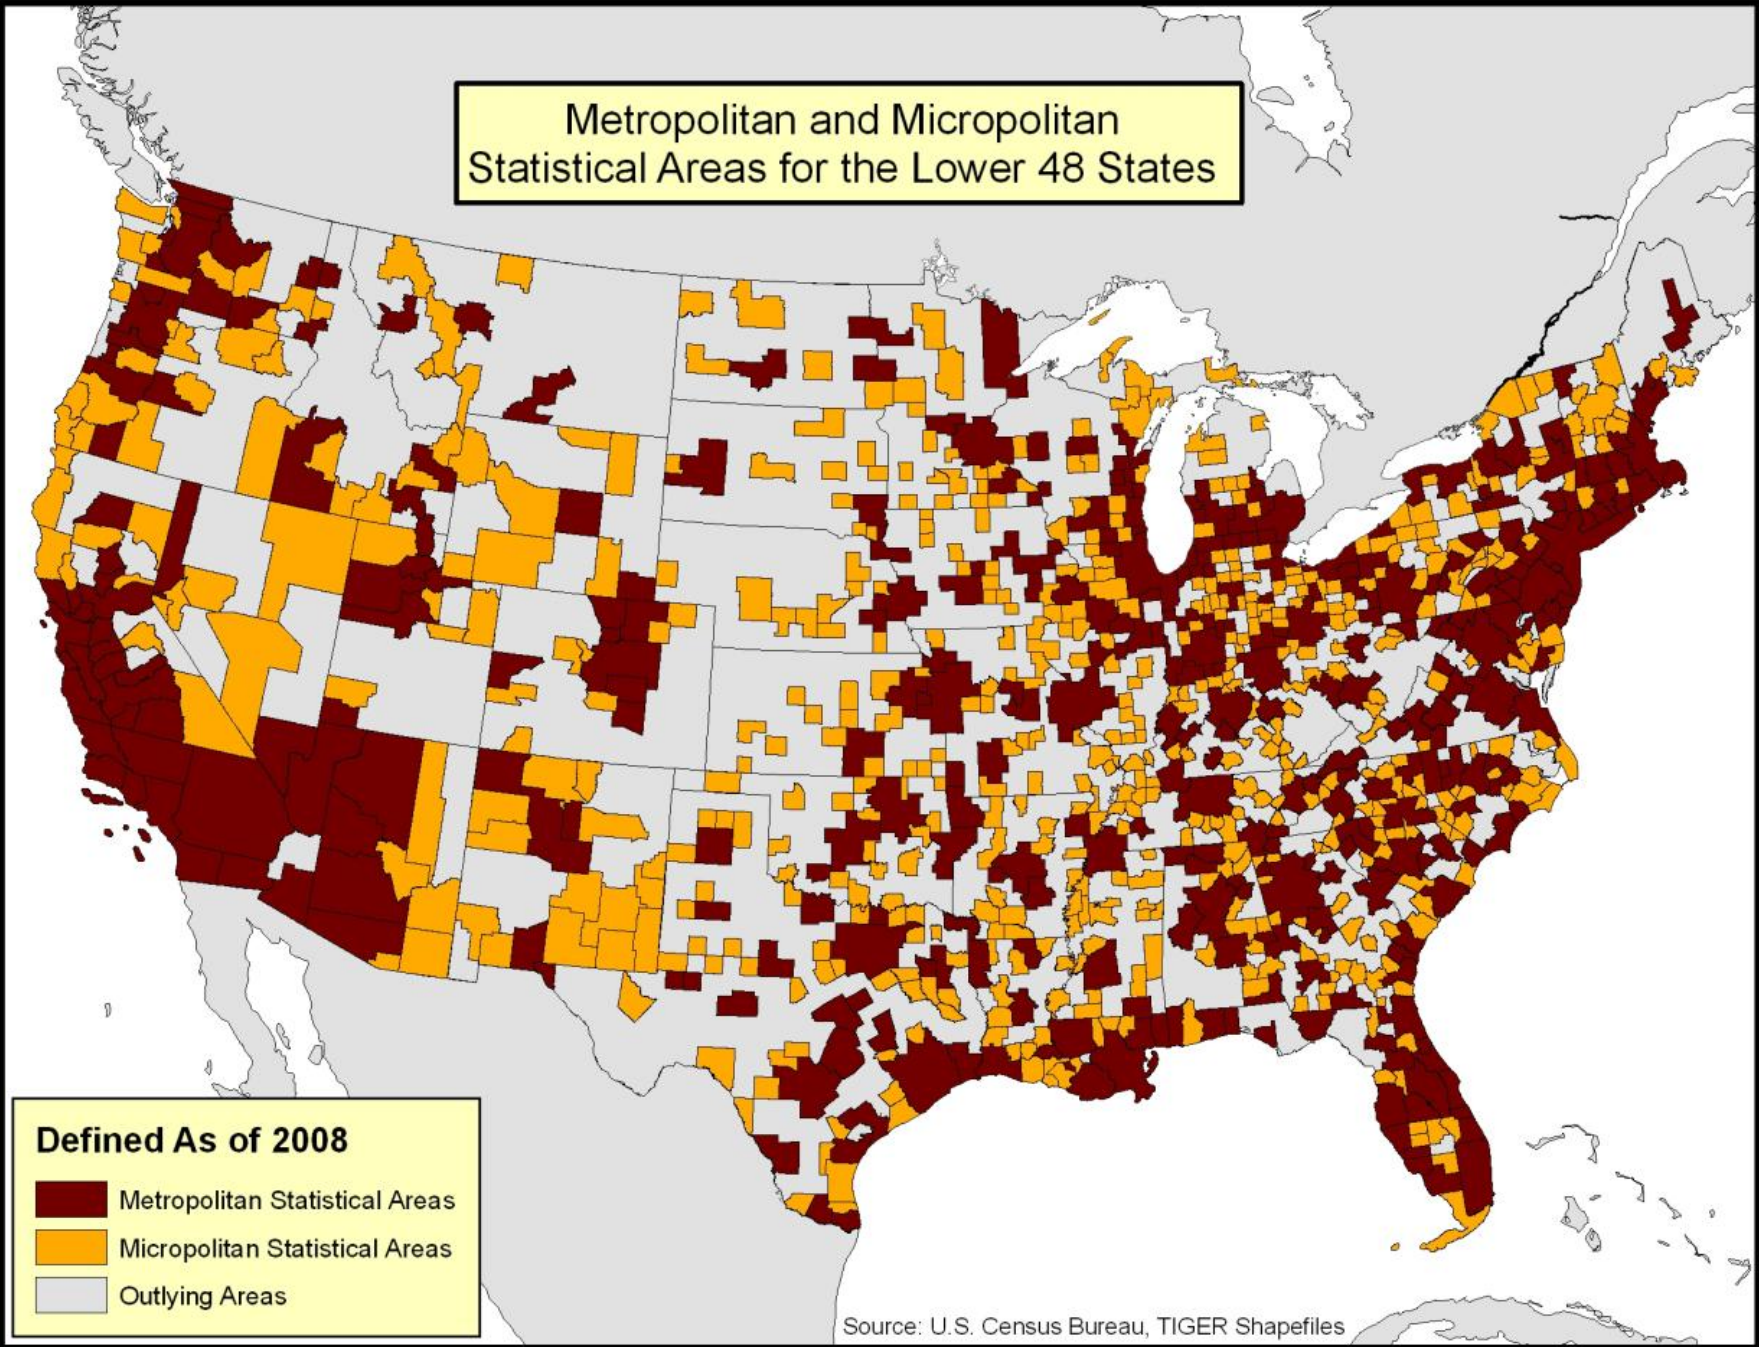 Metropolitan and Micropolitan
Statistical Areas for the Lower 48 States
Defined As of 2008
Metropolitan Statistical Areas
Micropolitan Statistical Areas
Outlying Areas
Source: U.S. Census Bureau, TIGER Shapefiles